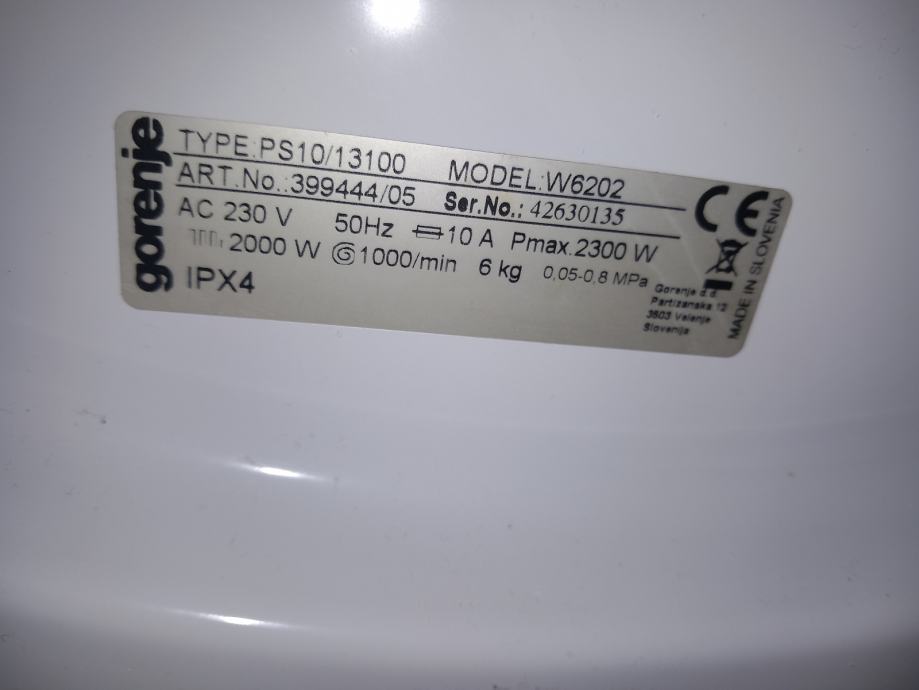 gorenje
TYPE:PS10/13100 MODEL:W6202
ART.No.:399444/05 Ser.No.: 42630135
AC 230 V 50Hz 10 A Pmax.2300 W
2000 W 1000/min 6 kg 0,05-0,8 MPa
IPX4
Gorenje d.d.
Partizanska 12
3503 Velenje
Slovenija
CE
MADE IN SLOVENIA